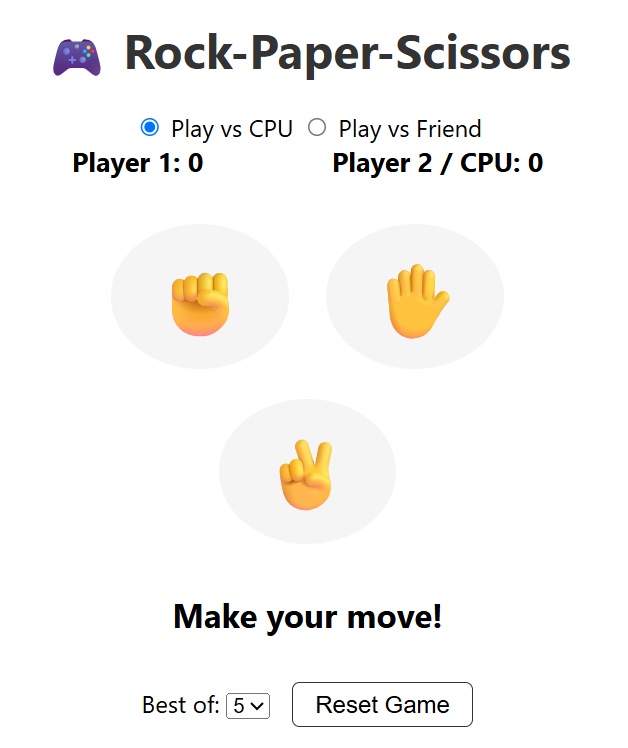 Rock-Paper-Scissors
Play vs CPU Play vs Friend
Player 1: 0 Player 2 / CPU: 0
Make your move!
Best of: 5 Reset Game